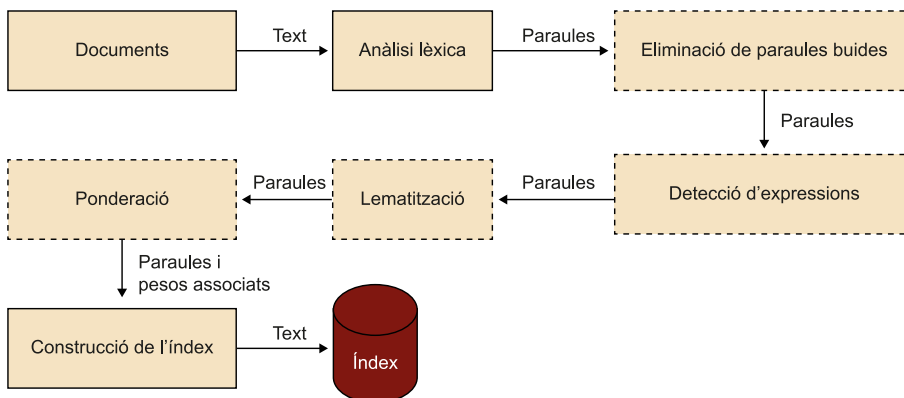 Documents
Text
Anàlisi lèxica
Paraules
Eliminació de paraules buides
Paraules
Detecció d'expressions
Paraules
Lematització
Paraules
Ponderació
Paraules i
pesos associats
Construcció de l'índex
Text
Índex